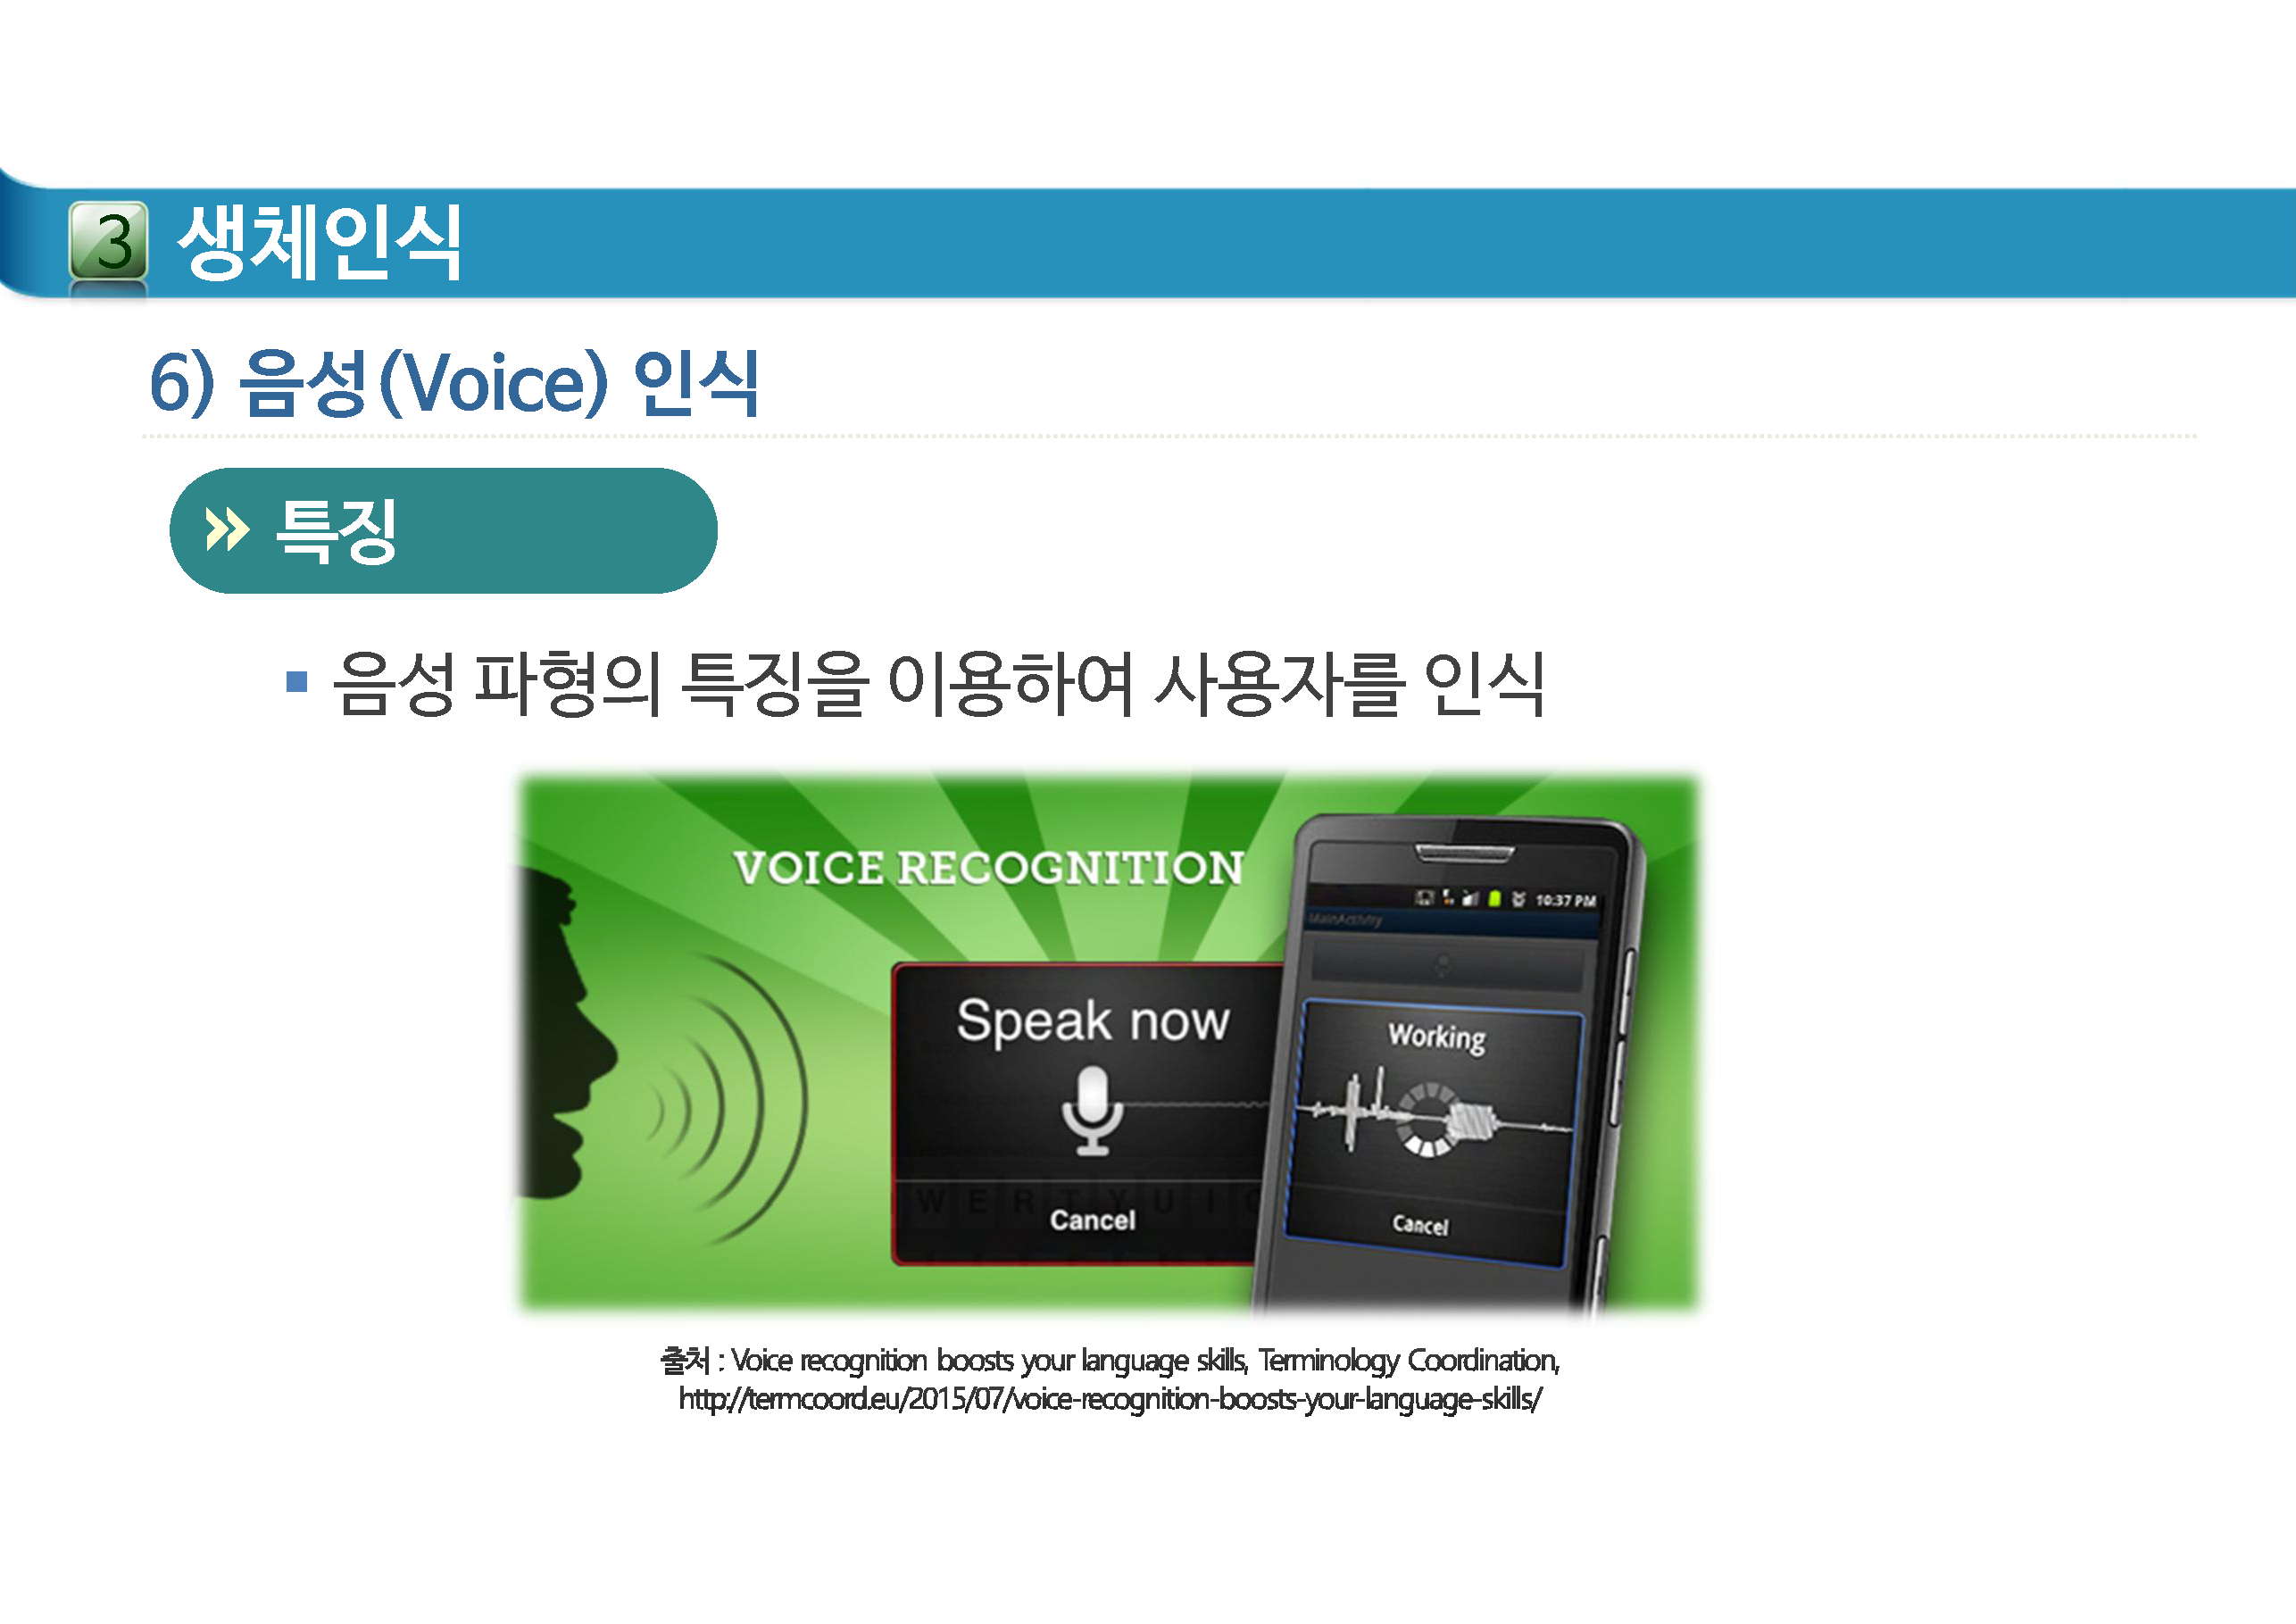 3 생체인식
6) 음성(Voice) 인식
특징
음성 파형의 특징을 이용하여 사용자를 인식
VOICE RECOGNITION
10:37 PM
MainActivity
Speak now
Working
W E R T Y U I
Cancel
Cancel
출처 : Voice recognition boosts your language skills, Terminology Coordination,
http://termcoord.eu/2015/07/voice-recognition-boosts-your-language-skills/